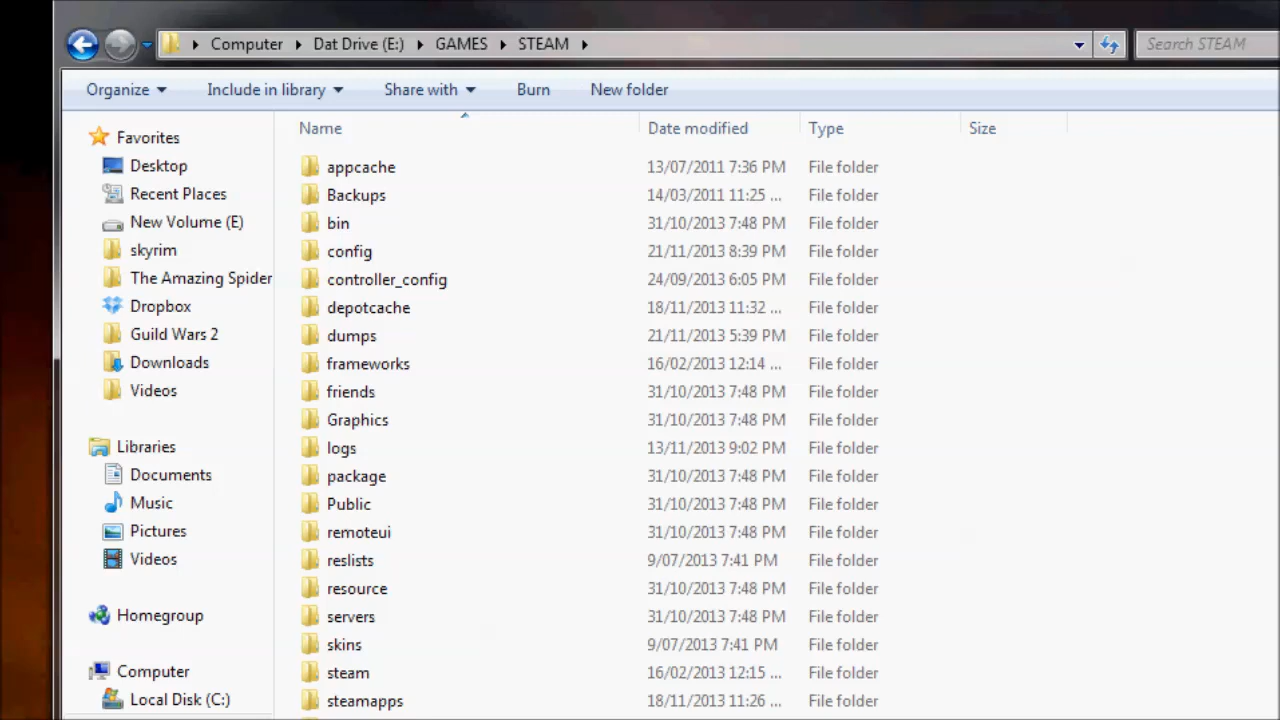 Computer Dat Drive (E:) GAMES STEAM Search STEAM
Organize Include in library Share with Burn New folder
Name Date modified Type Size
Favorites
Desktop
Recent Places
New Volume (E)
skyrim
The Amazing Spider
Dropbox
Guild Wars 2
Downloads
Videos
Libraries
Documents
Music
Pictures
Videos
Homegroup
Computer
Local Disk (C:)
appcache 13/07/2011 7:36 PM File folder
Backups 14/03/2011 11:25 ... File folder
bin 31/10/2013 7:48 PM File folder
config 21/11/2013 8:39 PM File folder
controller_config 24/09/2013 6:05 PM File folder
depotcache 18/11/2013 11:32 ... File folder
dumps 21/11/2013 5:39 PM File folder
frameworks 16/02/2013 12:14 ... File folder
friends 31/10/2013 7:48 PM File folder
Graphics 31/10/2013 7:48 PM File folder
logs 13/11/2013 9:02 PM File folder
package 31/10/2013 7:48 PM File folder
Public 31/10/2013 7:48 PM File folder
remoteui 31/10/2013 7:48 PM File folder
reslists 9/07/2013 7:41 PM File folder
resource 31/10/2013 7:48 PM File folder
servers 31/10/2013 7:48 PM File folder
skins 9/07/2013 7:41 PM File folder
steam 16/02/2013 12:15 ... File folder
steamapps 18/11/2013 11:26 ... File folder